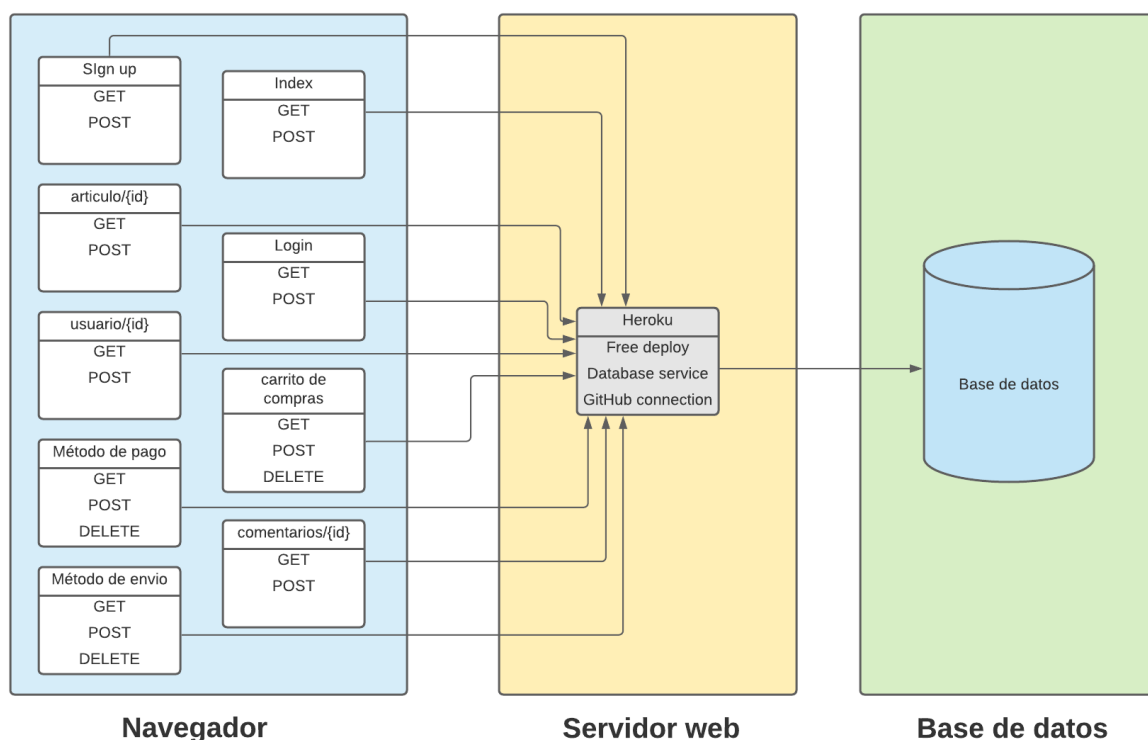 SIgn up
GET
POST
Index
GET
POST
articulo/{id}
GET
POST
Login
GET
POST
usuario/{id}
GET
POST
carrito de
compras
GET
POST
DELETE
Método de pago
GET
POST
DELETE
comentarios/{id}
GET
POST
Método de envio
GET
POST
DELETE
Heroku
Free deploy
Database service
GitHub connection
Base de datos
Navegador
Servidor web
Base de datos